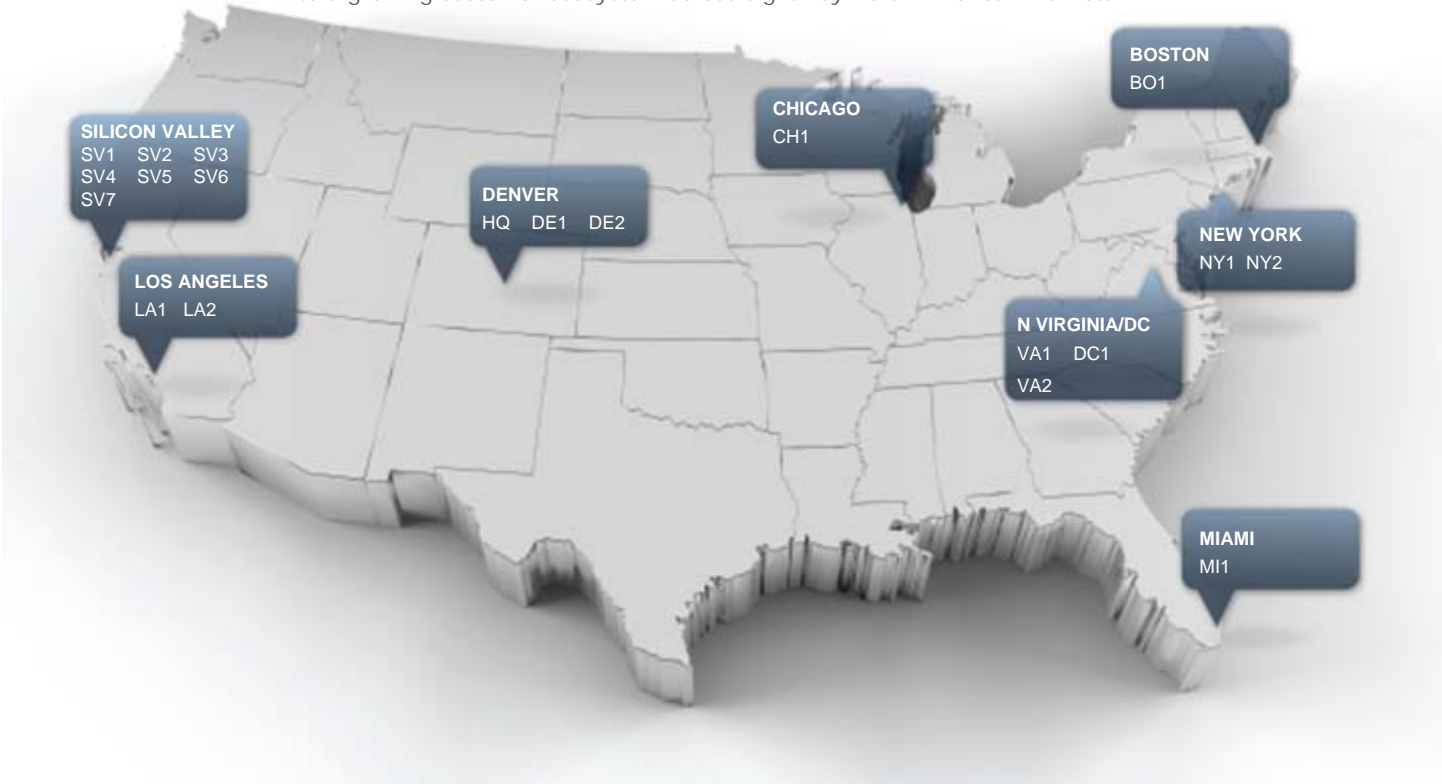 BOSTON
BO1
CHICAGO
CH1
SILICON VALLEY
SV1 SV2 SV3
SV4 SV5 SV6
SV7
DENVER
HQ DE1 DE2
NEW YORK
NY1 NY2
LOS ANGELES
LA1 LA2
N VIRGINIA/DC
VA1 DC1
VA2
MIAMI
MI1